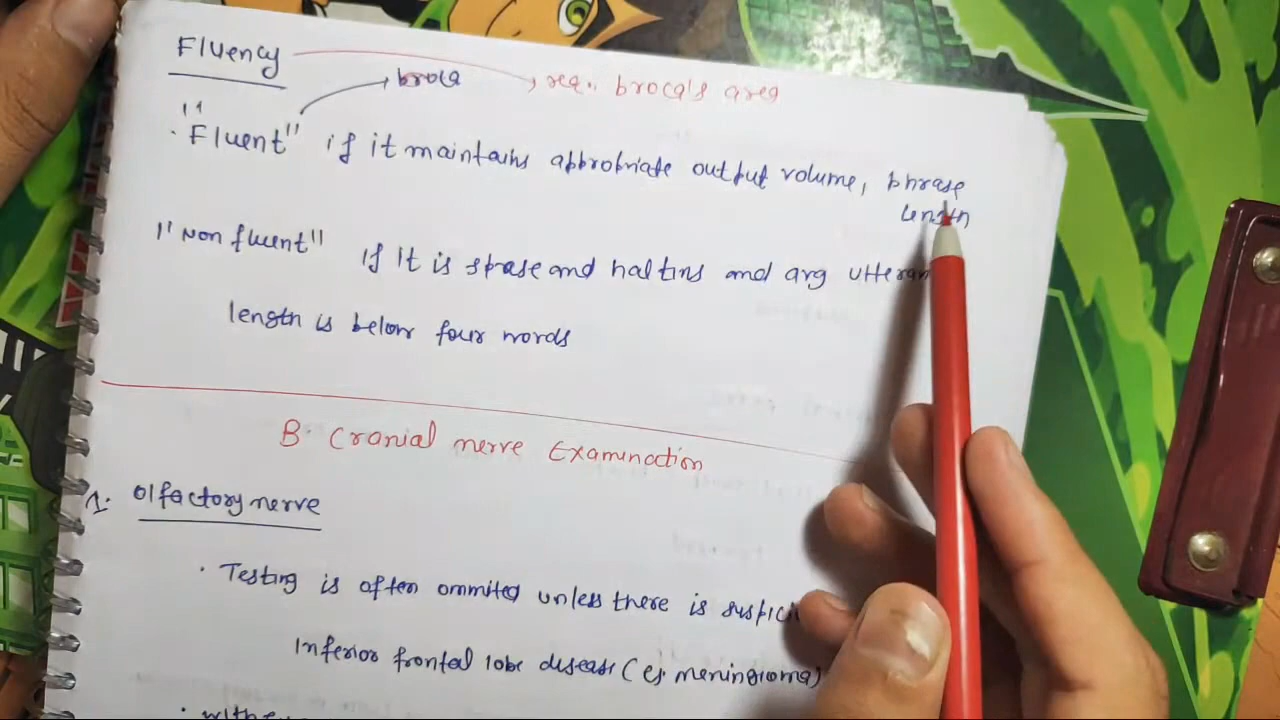 Fluency
broca
req.. broca's area
"Fluent" if it maintains appropriate output volume, phrase
length
"Non fluent" if it is sparse and halting and avg
length is below four words
B. Cranial nerve Examination
1. Olfactory nerve
· Testing is often ommited unless there is
inferior frontal lobe disease (eg. meningioma)